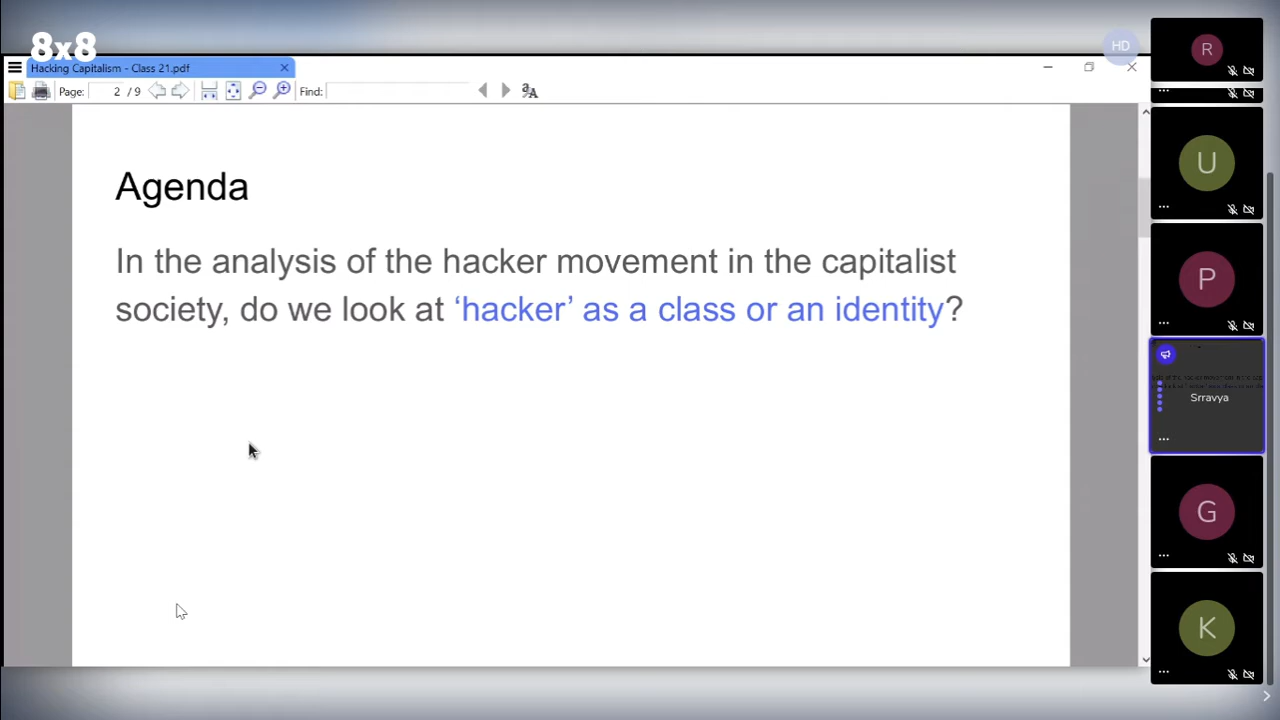 8x8
HD
R
Hacking Capitalism - Class 21.pdf
Page: 2 / 9
Find:
Agenda
In the analysis of the hacker movement in the capitalist
society, do we look at ‘hacker’ as a class or an identity?
U
P
Srravya
G
K